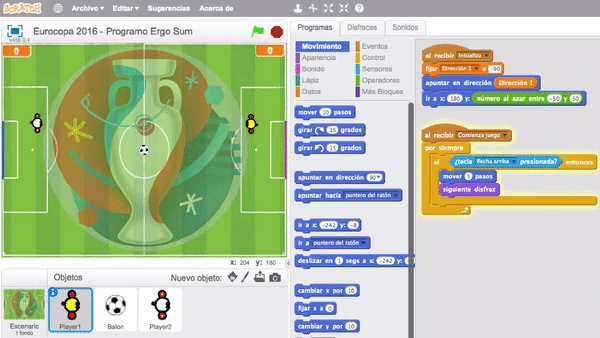 SCRATCH Archivo Editar Sugerencias Acerca de
Eurocopa 2016 - Programo Ergo Sum
v456.0.4
0 0
x: 204 y: 180
Objetos Nuevo objeto:
Escenario
1 fondo
Player1 Balon Player2
Programas Disfraces Sonidos
Movimiento Eventos
Apariencia Control
Sonido Sensores
Lápiz Operadores
Datos Más Bloques
mover 10 pasos
girar 15 grados
girar 15 grados
apuntar en dirección 90
apuntar hacia puntero del ratón
ir a x: -242 y: -8
ir a puntero del ratón
deslizar en 1 segs a x: -242 y:
cambiar x por 10
fijar x a 0
cambiar y por 10
al recibir Inicializa
fijar Dirección 1 a -90
apuntar en dirección Dirección 1
ir a x: 180 y: número al azar entre -50 y 50
al recibir Comienza juego
por siempre
si ¿tecla flecha arriba presionada? entonces
mover 5 pasos
siguiente disfraz